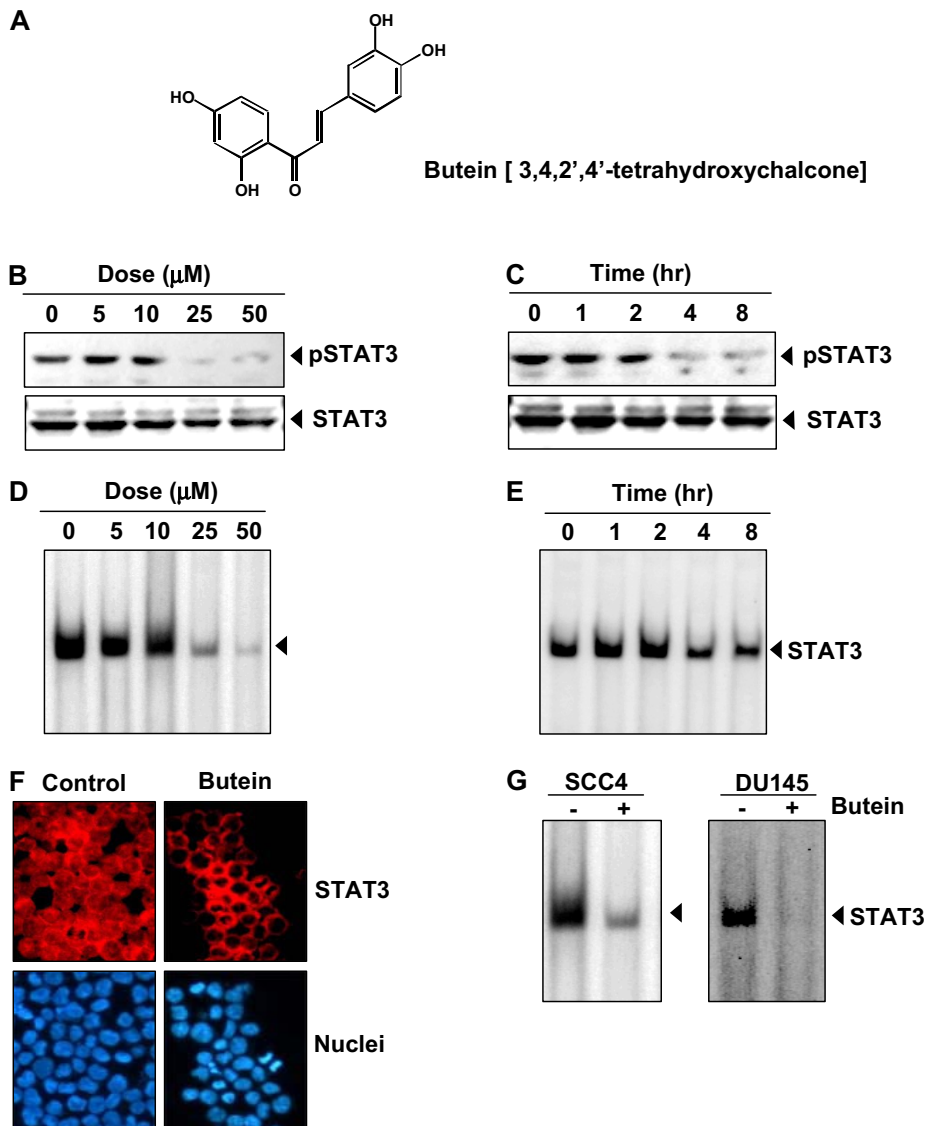 A
OH
OH
HO
OH
O
Butein [ 3,4,2’,4’-tetrahydroxychalcone]
B
Dose (μM)
0 5 10 25 50
pSTAT3
STAT3
C
Time (hr)
0 1 2 4 8
pSTAT3
STAT3
D
Dose (μM)
0 5 10 25 50
E
Time (hr)
0 1 2 4 8
STAT3
F
Control Butein
STAT3
Nuclei
G
SCC4 DU145
- + - + Butein
STAT3